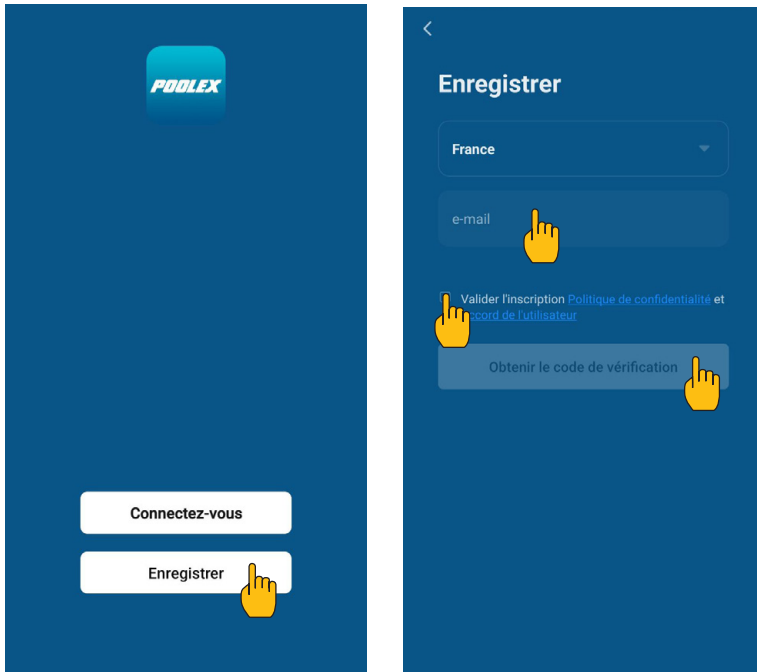 POOLEX
Connectez-vous
Enregistrer
Enregistrer
France
e-mail
Valider l'inscription Politique de confidentialité et
ccord de l'utilisateur
Obtenir le code de vérification